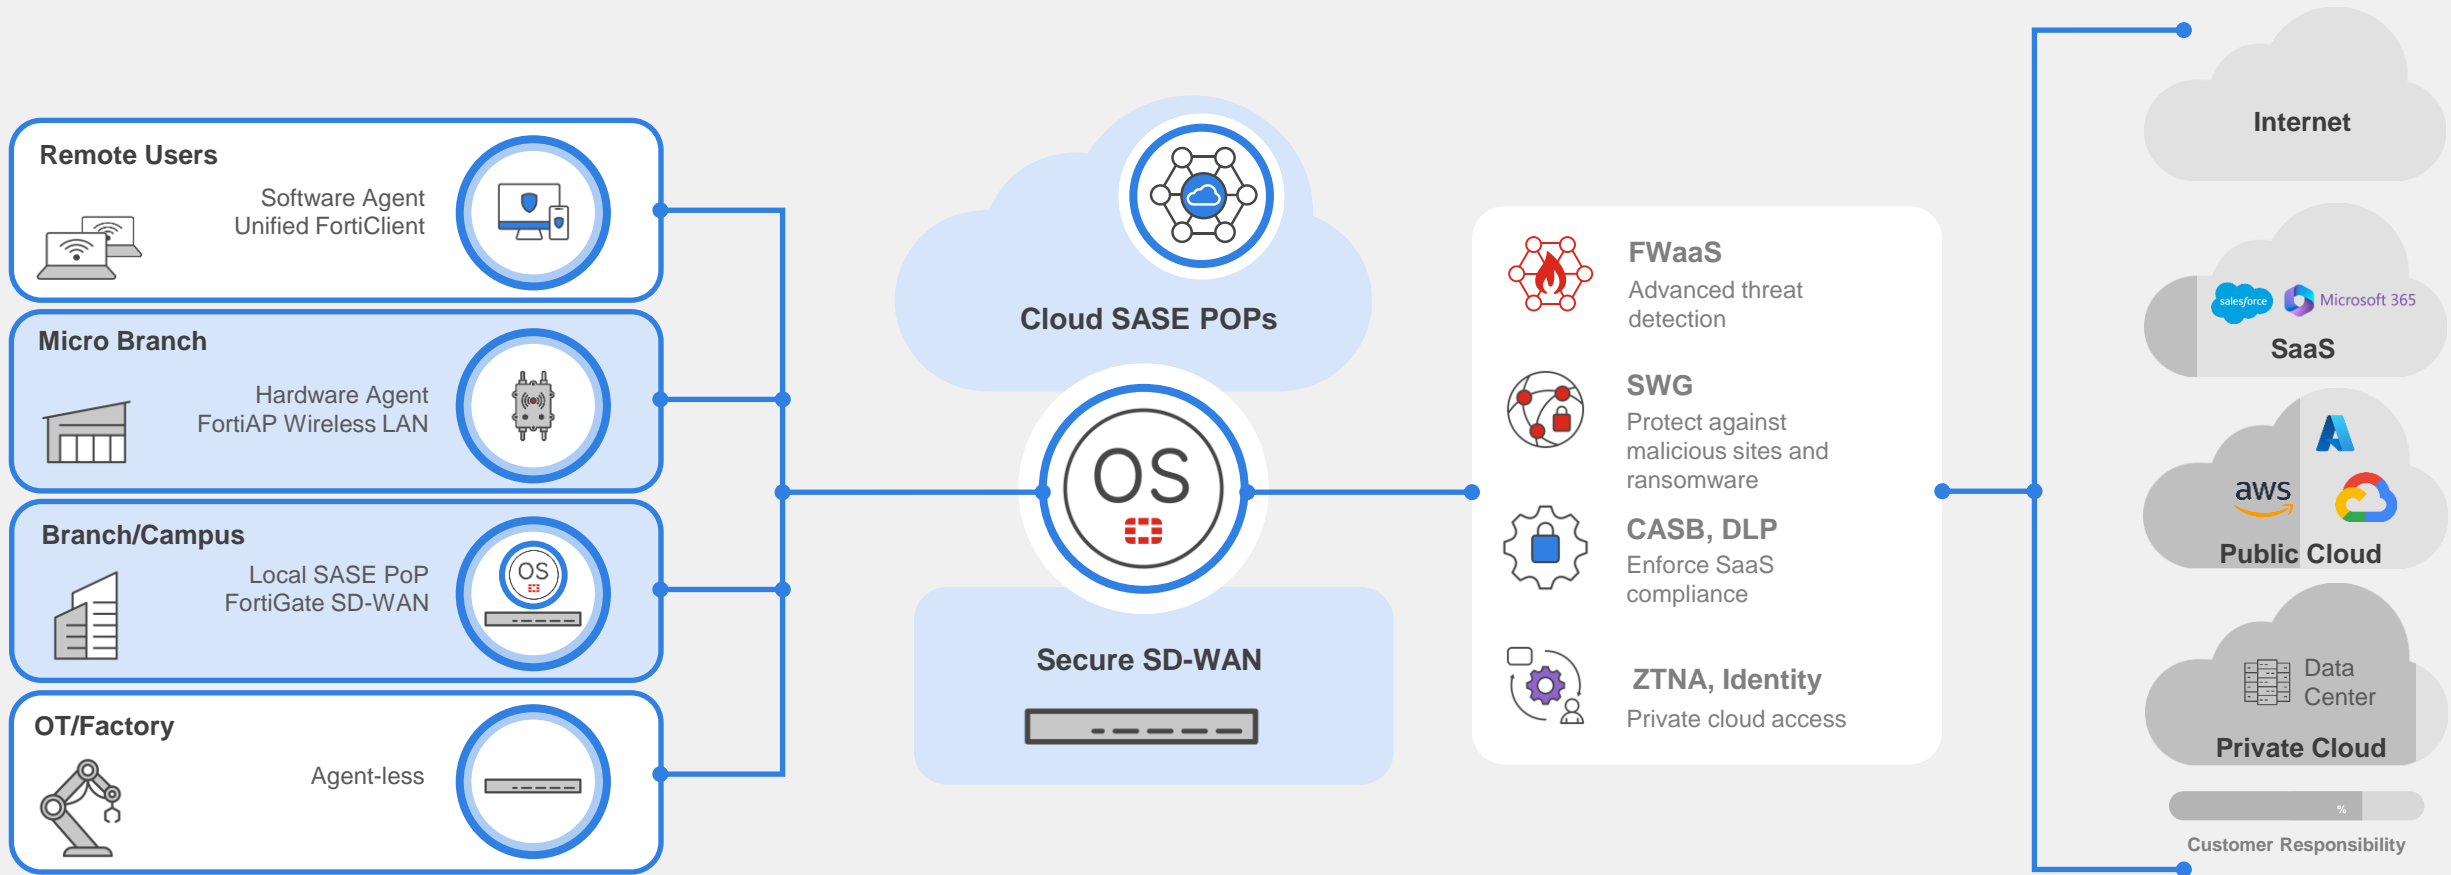 Remote Users
Software Agent
Unified FortiClient
Micro Branch
Hardware Agent
FortiAP Wireless LAN
Branch/Campus
Local SASE PoP
FortiGate SD-WAN
OS
OT/Factory
Agent-less
Cloud SASE POPs
OS
Secure SD-WAN
FWaaS
Advanced threat
detection
SWG
Protect against
malicious sites and
ransomware
CASB, DLP
Enforce SaaS
compliance
ZTNA, Identity
Private cloud access
Internet
salesforce
Microsoft 365
SaaS
aws
Public Cloud
Data
Center
Private Cloud
%
Customer Responsibility